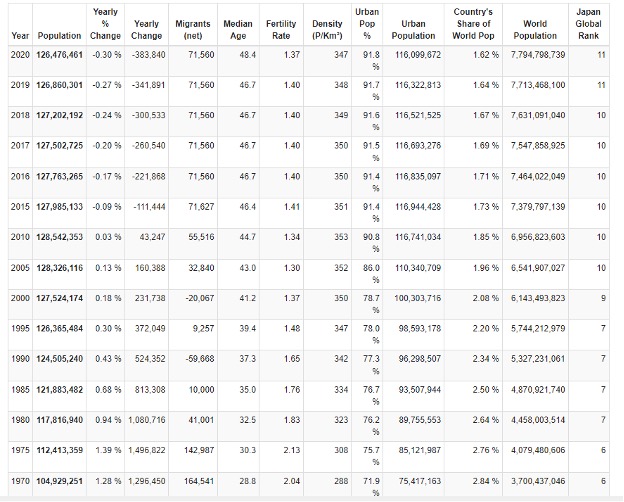 Year Population Yearly % Change Yearly Change Migrants (net) Median Age Fertility Rate Density (P/Km²) Urban Pop % Urban Population Country's Share of World Pop World Population Japan Global Rank
2020 126,476,461 -0.30 % -383,840 71,560 48.4 1.37 347 91.8 % 116,099,672 1.62 % 7,794,798,739 11
2019 126,860,301 -0.27 % -341,891 71,560 46.7 1.40 348 91.7 % 116,322,813 1.64 % 7,713,468,100 11
2018 127,202,192 -0.24 % -300,533 71,560 46.7 1.40 349 91.6 % 116,521,525 1.67 % 7,631,091,040 10
2017 127,502,725 -0.20 % -260,540 71,560 46.7 1.40 350 91.5 % 116,693,276 1.69 % 7,547,858,925 10
2016 127,763,265 -0.17 % -221,868 71,560 46.7 1.40 350 91.4 % 116,835,097 1.71 % 7,464,022,049 10
2015 127,985,133 -0.09 % -111,444 71,627 46.4 1.41 351 91.4 % 116,944,428 1.73 % 7,379,797,139 10
2010 128,542,353 0.03 % 43,247 55,516 44.7 1.34 353 90.8 % 116,741,034 1.85 % 6,956,823,603 10
2005 128,326,116 0.13 % 160,388 32,840 43.0 1.30 352 86.0 % 110,340,709 1.96 % 6,541,907,027 10
2000 127,524,174 0.18 % 231,738 -20,067 41.2 1.37 350 78.7 % 100,303,716 2.08 % 6,143,493,823 9
1995 126,365,484 0.30 % 372,049 9,257 39.4 1.48 347 78.0 % 98,593,178 2.20 % 5,744,212,979 7
1990 124,505,240 0.43 % 524,352 -59,668 37.3 1.65 342 77.3 % 96,298,507 2.34 % 5,327,231,061 7
1985 121,883,482 0.68 % 813,308 10,000 35.0 1.76 334 76.7 % 93,507,944 2.50 % 4,870,921,740 7
1980 117,816,940 0.94 % 1,080,716 41,001 32.5 1.83 323 76.2 % 89,755,553 2.64 % 4,458,003,514 7
1975 112,413,359 1.39 % 1,496,822 142,987 30.3 2.13 308 75.7 % 85,121,987 2.76 % 4,079,480,606 6
1970 104,929,251 1.28 % 1,296,450 164,541 28.8 2.04 288 71.9 % 75,417,163 2.84 % 3,700,437,046 6